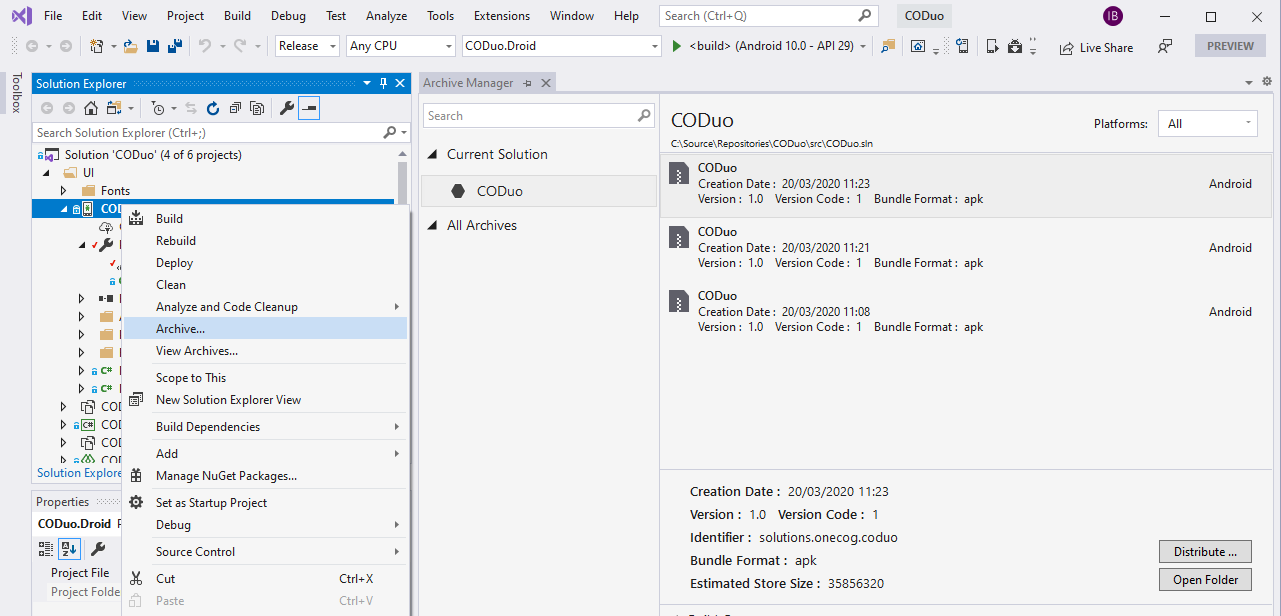 File Edit View Project Build Debug Test Analyze Tools Extensions Window Help Search (Ctrl+Q) CODuo IB
Release Any CPU CODuo.Droid <build> (Android 10.0 - API 29) Live Share PREVIEW
Toolbox
Solution Explorer
Search Solution Explorer (Ctrl+;)
Solution 'CODuo' (4 of 6 projects)
UI
Fonts
COD
C#
C#
COD
C# COD
COD
COD
Solution Explore
Properties
CODuo.Droid P
Project File
Project Folde
Build
Rebuild
Deploy
Clean
Analyze and Code Cleanup
Archive...
View Archives...
Scope to This
New Solution Explorer View
Build Dependencies
Add
Manage NuGet Packages...
Set as Startup Project
Debug
Source Control
Cut Ctrl+X
Paste Ctrl+V
Archive Manager
Search
Current Solution
CODuo
All Archives
CODuo
C:\Source\Repositories\CODuo\src\CODuo.sln
Platforms: All
CODuo
Creation Date : 20/03/2020 11:23 Android
Version : 1.0 Version Code : 1 Bundle Format : apk
CODuo
Creation Date : 20/03/2020 11:21 Android
Version : 1.0 Version Code : 1 Bundle Format : apk
CODuo
Creation Date : 20/03/2020 11:08 Android
Version : 1.0 Version Code : 1 Bundle Format : apk
Creation Date : 20/03/2020 11:23
Version : 1.0 Version Code : 1
Identifier : solutions.onecog.coduo
Bundle Format : apk
Estimated Store Size : 35856320
Distribute ...
Open Folder